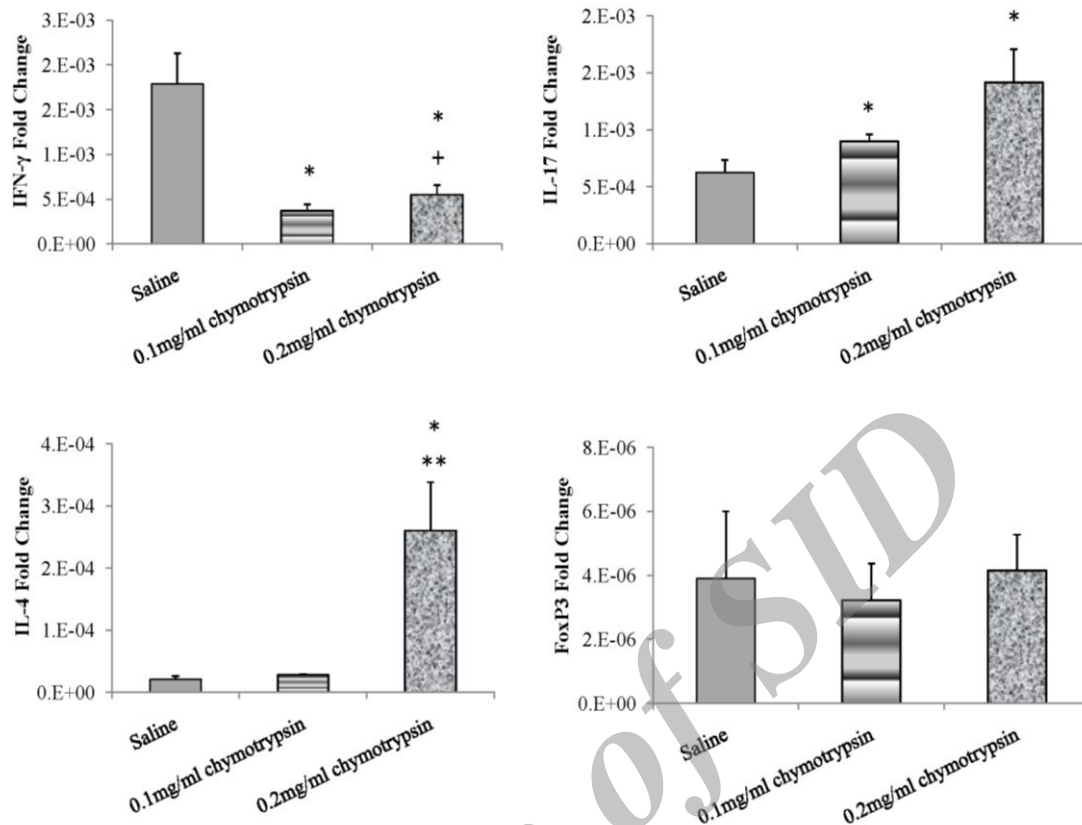 IFN-γ Fold Change
3.E-03
2.E-03
2.E-03
1.E-03
5.E-04
0.E+00
*
*
+
Saline
0.1mg/ml chymotrypsin
0.2mg/ml chymotrypsin
IL-17 Fold Change
2.E-03
2.E-03
1.E-03
5.E-04
0.E+00
*
*
Saline
0.1mg/ml chymotrypsin
0.2mg/ml chymotrypsin
IL-4 Fold Change
4.E-04
3.E-04
2.E-04
1.E-04
0.E+00
*
**
Saline
0.1mg/ml chymotrypsin
0.2mg/ml chymotrypsin
FoxP3 Fold Change
8.E-06
6.E-06
4.E-06
2.E-06
0.E+00
Saline
0.1mg/ml chymotrypsin
0.2mg/ml chymotrypsin
of SID